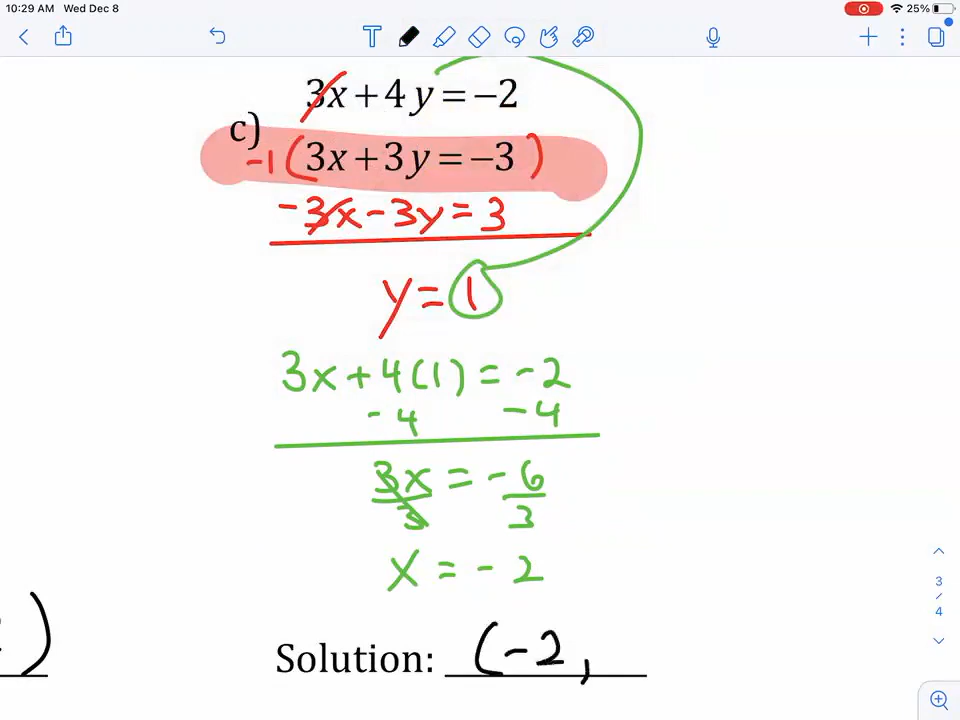 10:29 AM Wed Dec 8
25%
T
3x + 4y = −2
c)
−1 (3x + 3y = −3)
−3x − 3y = 3
y = 1
3x + 4(1) = −2
−4 −4
3x/3 = −6/3
x = −2
3
/
4
)
Solution: (−2,